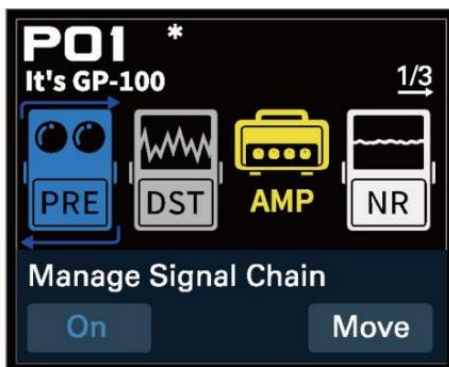 P01 *
It's GP-100
1/3
PRE DST AMP NR
Manage Signal Chain
On Move